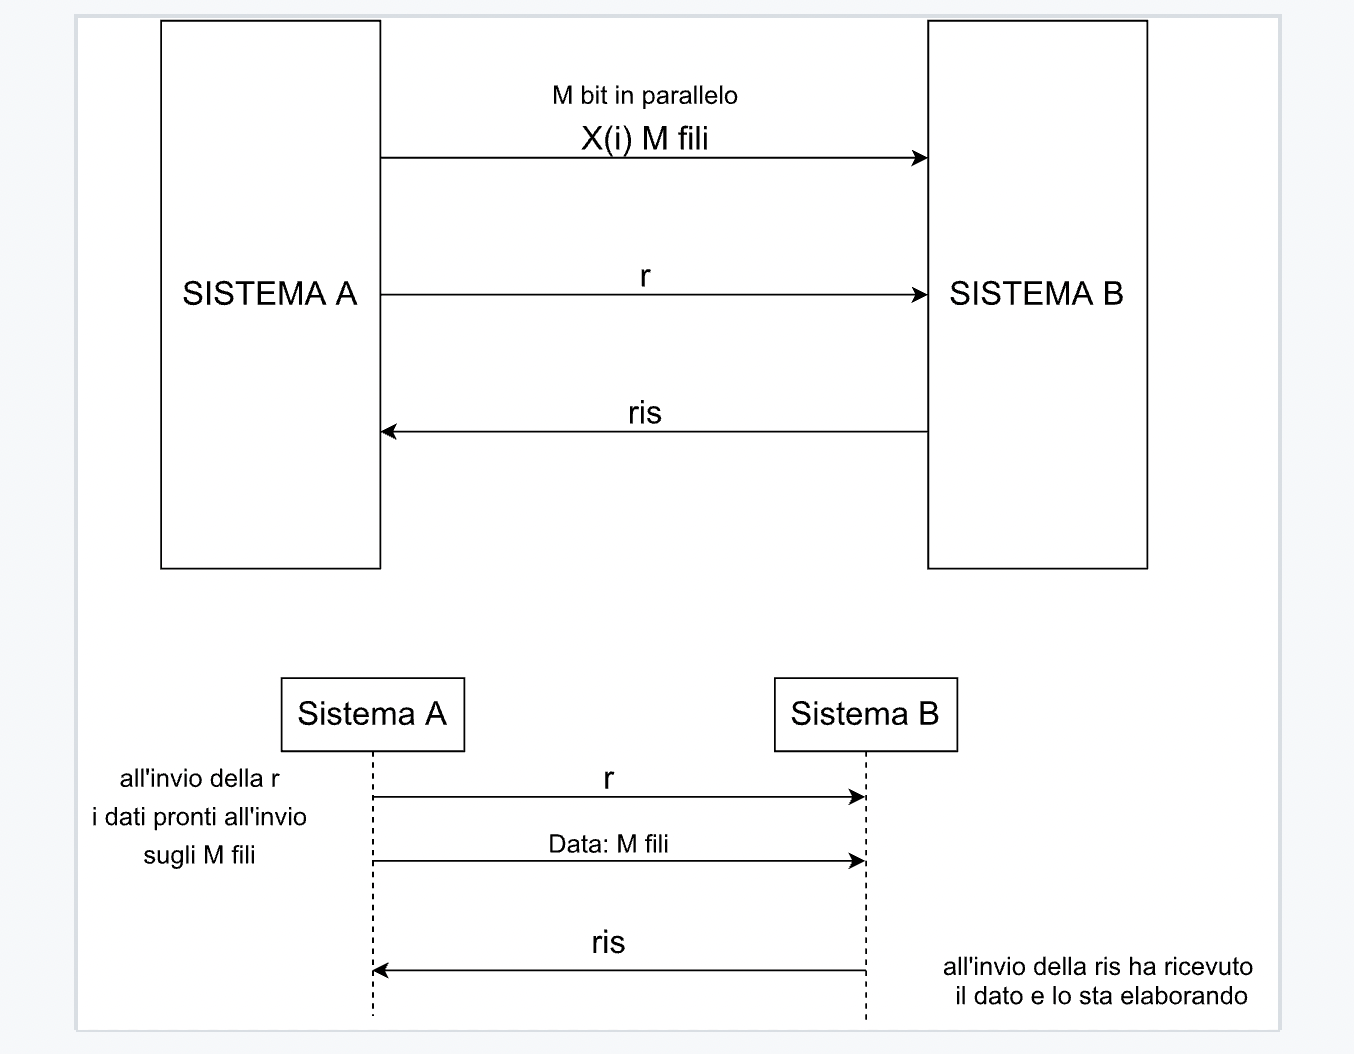 M bit in parallelo
X(i) M fili
r
SISTEMA A
SISTEMA B
ris
Sistema A
Sistema B
all'invio della r
i dati pronti all'invio
sugli M fili
r
Data: M fili
ris
all'invio della ris ha ricevuto
il dato e lo sta elaborando